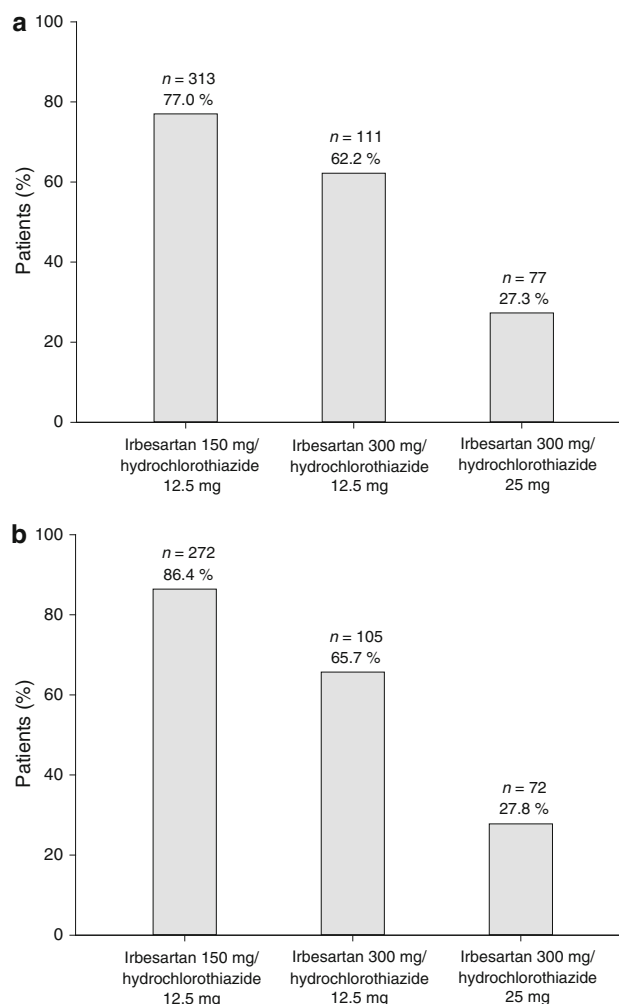 a
100
80
60
40
20
0
Patients (%)
n = 313
77.0 %
n = 111
62.2 %
n = 77
27.3 %
Irbesartan 150 mg/
hydrochlorothiazide
12.5 mg
Irbesartan 300 mg/
hydrochlorothiazide
12.5 mg
Irbesartan 300 mg/
hydrochlorothiazide
25 mg
b
100
80
60
40
20
0
Patients (%)
n = 272
86.4 %
n = 105
65.7 %
n = 72
27.8 %
Irbesartan 150 mg/
hydrochlorothiazide
12.5 mg
Irbesartan 300 mg/
hydrochlorothiazide
12.5 mg
Irbesartan 300 mg/
hydrochlorothiazide
25 mg